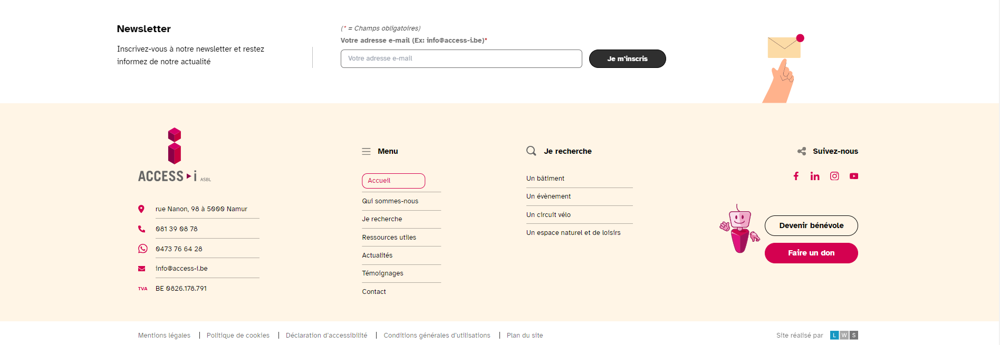 Newsletter
Inscrivez-vous à notre newsletter et restez
informez de notre actualité
(* = Champs obligatoires)
Votre adresse e-mail (Ex: info@access-i.be)*
Votre adresse e-mail
Je m'inscris
ACCESS i ASBL
rue Nanon, 98 à 5000 Namur
081 39 08 78
0473 76 64 28
info@access-i.be
TVA BE 0826.178.791
Menu
Accueil
Qui sommes-nous
Je recherche
Ressources utiles
Actualités
Témoignages
Contact
Je recherche
Un bâtiment
Un évènement
Un circuit vélo
Un espace naturel et de loisirs
Suivez-nous
Devenir bénévole
Faire un don
Mentions légales
Politique de cookies
Déclaration d'accessibilité
Conditions générales d'utilisations
Plan du site
Site réalisé par LWS